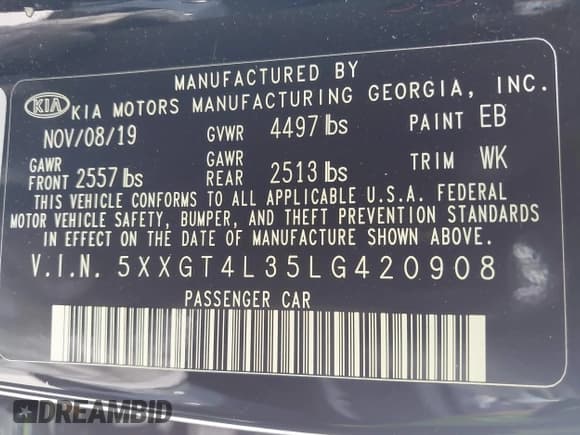 MANUFACTURED BY
KIA KIA MOTORS MANUFACTURING GEORGIA, INC.
NOV/08/19 GVWR 4497 lbs PAINT EB
GAWR FRONT 2557 lbs GAWR REAR 2513 lbs TRIM WK
THIS VEHICLE CONFORMS TO ALL APPLICABLE U.S.A. FEDERAL
MOTOR VEHICLE SAFETY, BUMPER, AND THEFT PREVENTION STANDARDS
IN EFFECT ON THE DATE OF MANUFACTURE SHOWN ABOVE.
V.I.N. 5XXGT4L35LG420908
PASSENGER CAR
DREAMBID